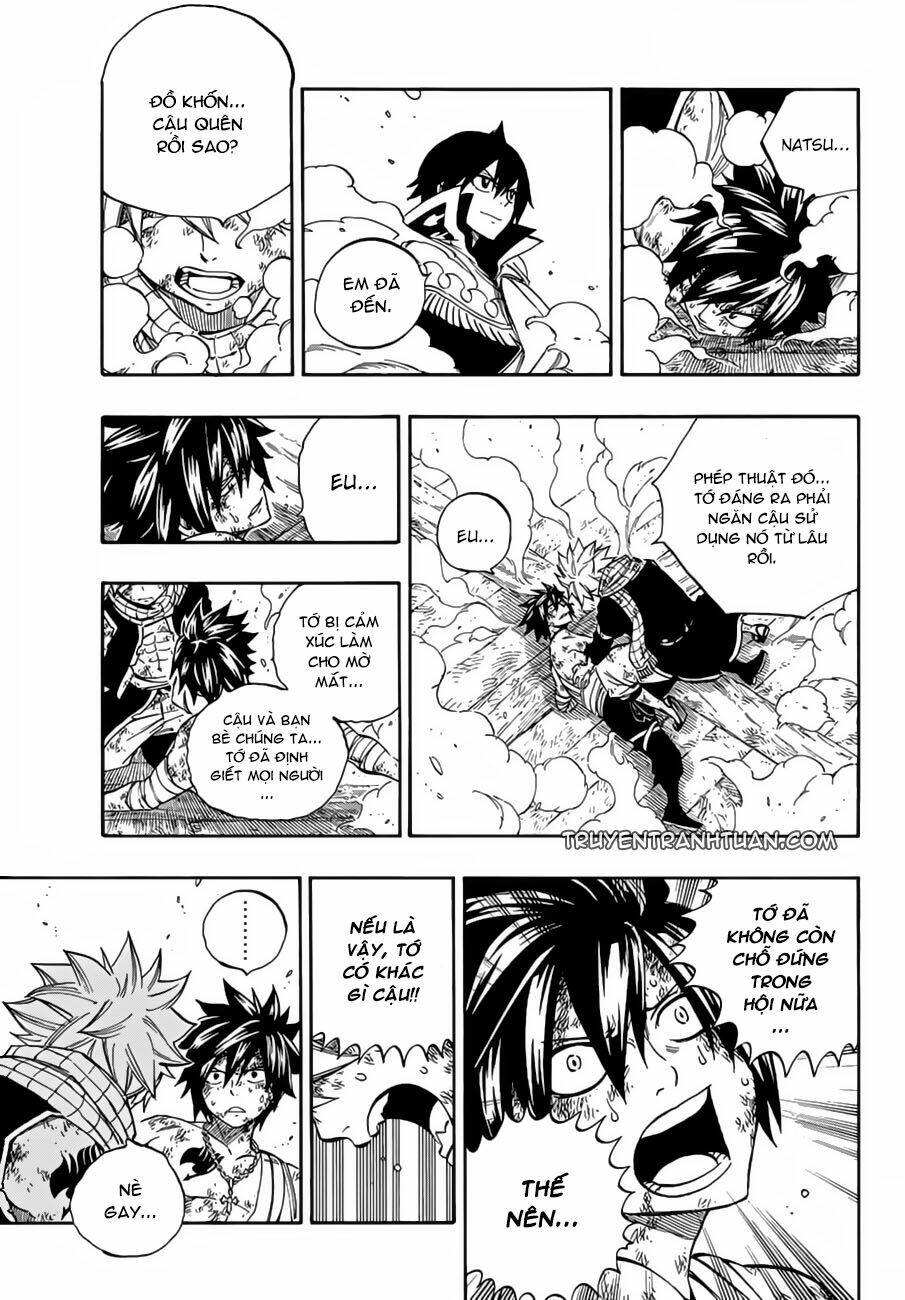 NATSU...
EM ĐÃ
ĐẾN.
ĐỒ KHỐN...
CẬU QUÊN
RỒI SAO?
PHÉP THUẬT ĐÓ...
TỚ ĐÁNG RA PHẢI
NGĂN CẬU SỬ
DỤNG NÓ TỪ LÂU
RỒI.
EU...
EU...
TỚ BỊ CẢM
XÚC LÀM
CHO MỜ
MẮT...
CẬU VÀ BẠN
BÈ CHÚNG TA...
TỚ ĐÃ ĐỊNH
GIẾT MỌI NGƯỜI
...
TRUYENTRANHTUAN.COM
TỚ ĐÃ
KHÔNG CÒN
CHỖ ĐỨNG
TRONG
HỘI NỮA
...
THẾ
NÊN...
NẾU LÀ
VẬY, TỚ
CÓ KHÁC
GÌ CẬU!!
........
NÈ
GAY...